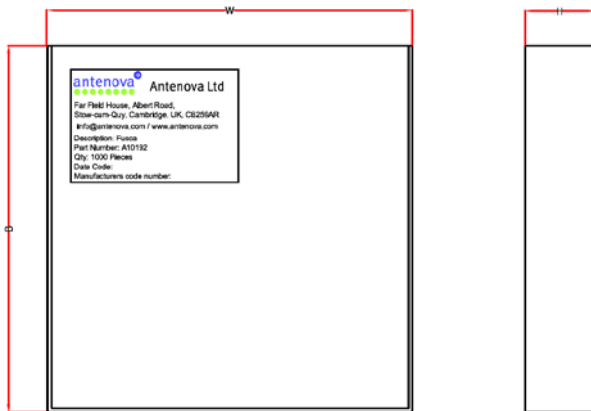 W
H
antenova
Antenova Ltd
Far Field House, Albert Road,
Stow-cum-Quy, Cambridge, UK, CB259AR
info@antenova.com / www.antenova.com
Description: Fusca
Part Number: A10192
Qty: 1000 Pieces
Date Code:
Manufacturers code number:
D